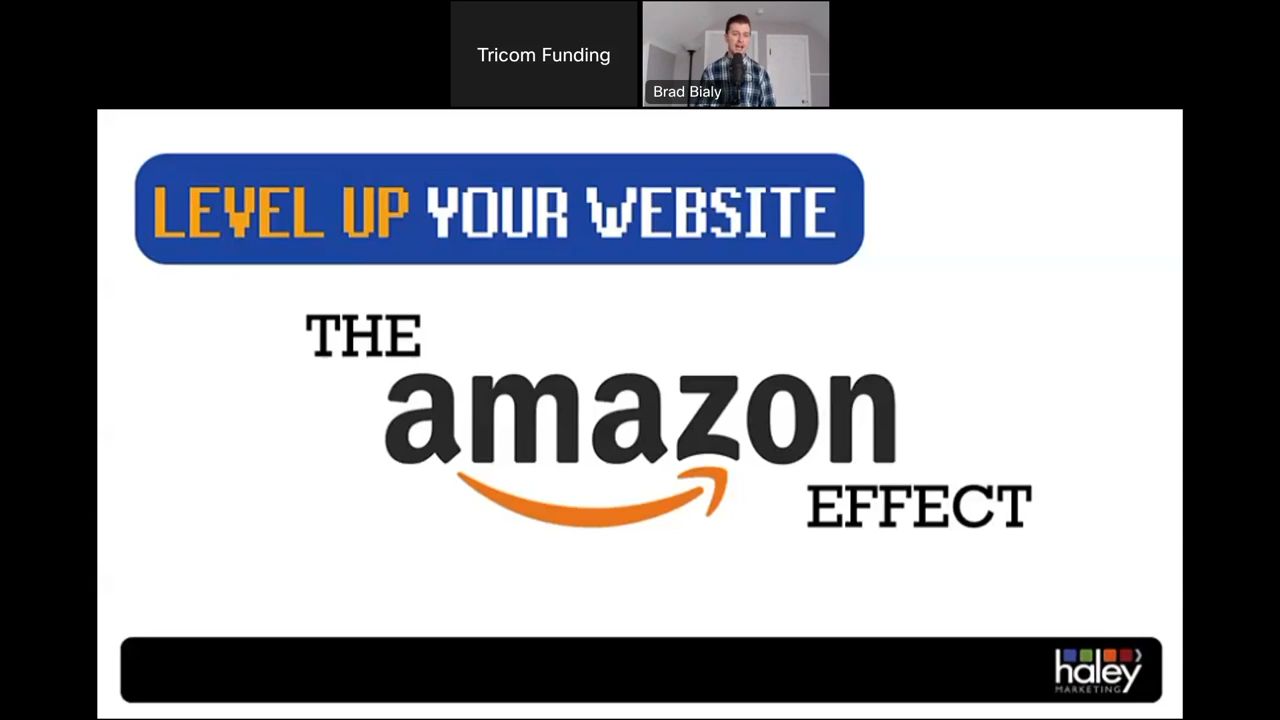 Tricom Funding
Brad Bialy
LEVEL UP YOUR WEBSITE
THE
amazon
EFFECT
haley
MARKETING